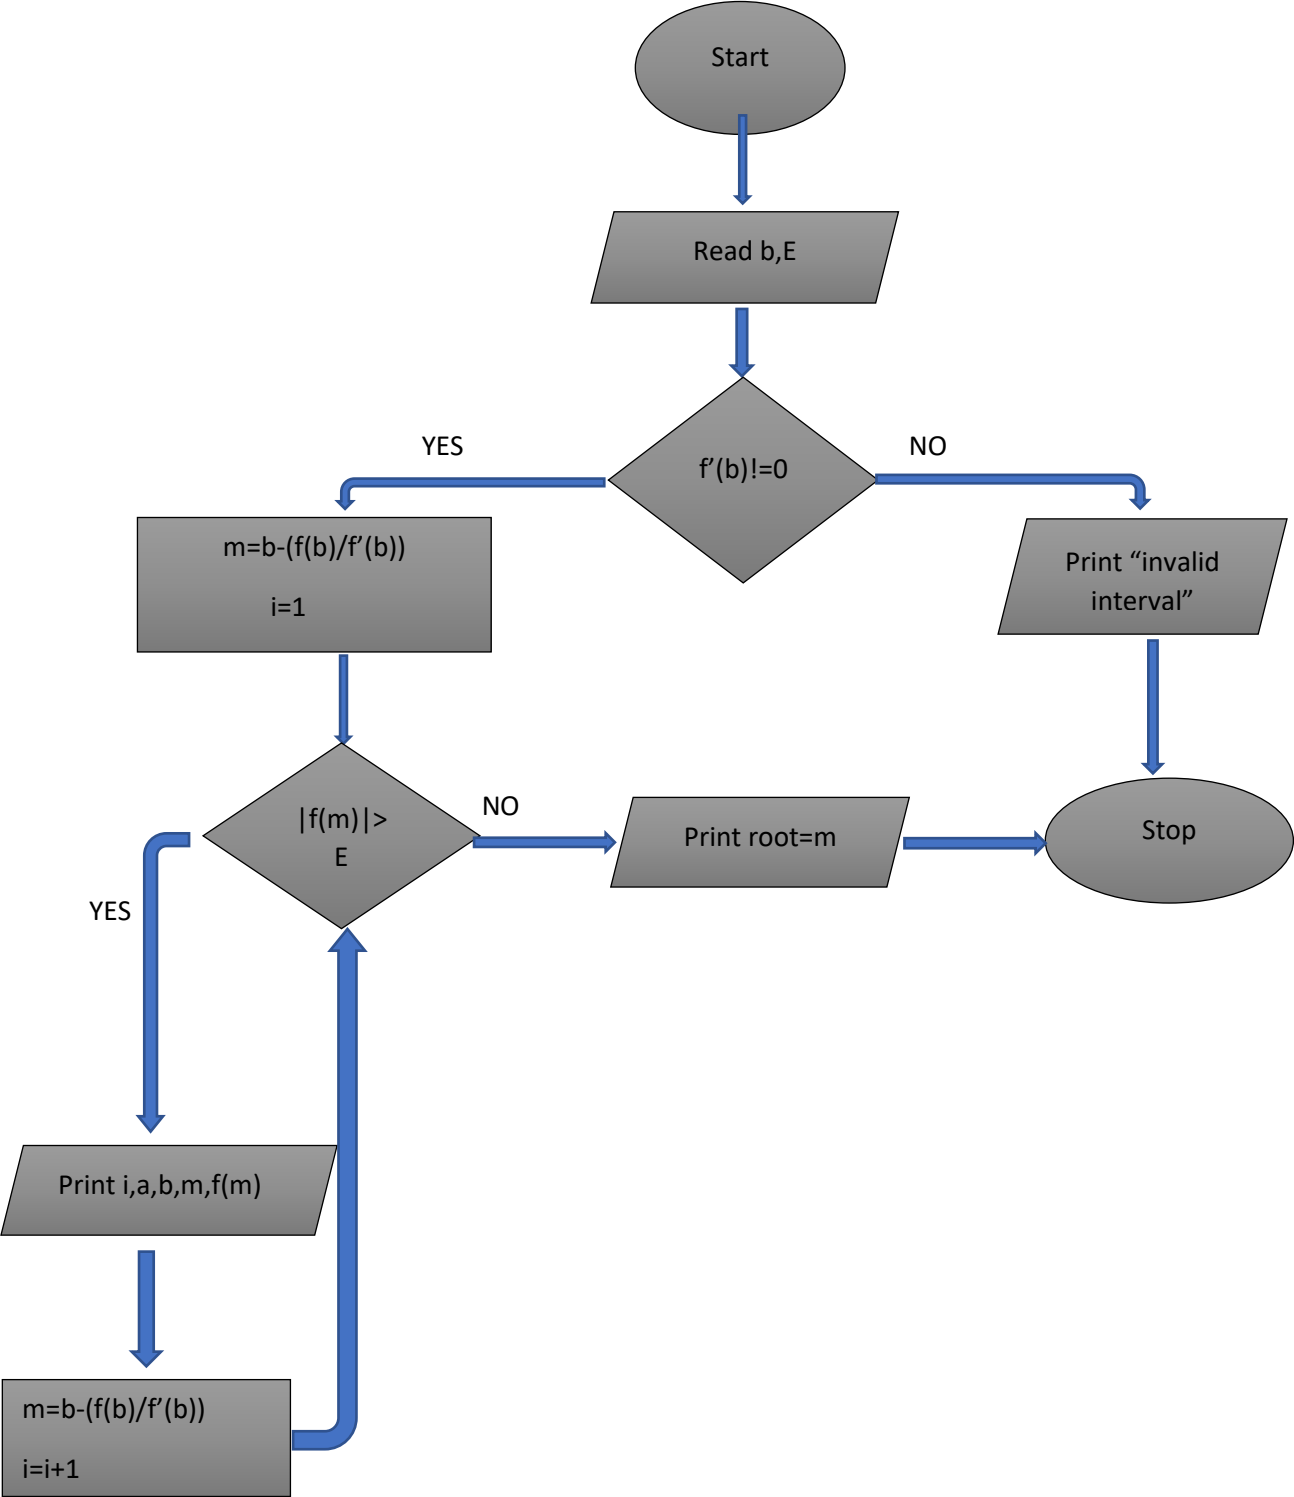 Start
Read b,E
YES
NO
f’(b)!=0
m=b-(f(b)/f’(b))
i=1
Print “invalid
interval”
|f(m)|>
E
NO
Print root=m
Stop
YES
Print i,a,b,m,f(m)
m=b-(f(b)/f’(b))
i=i+1